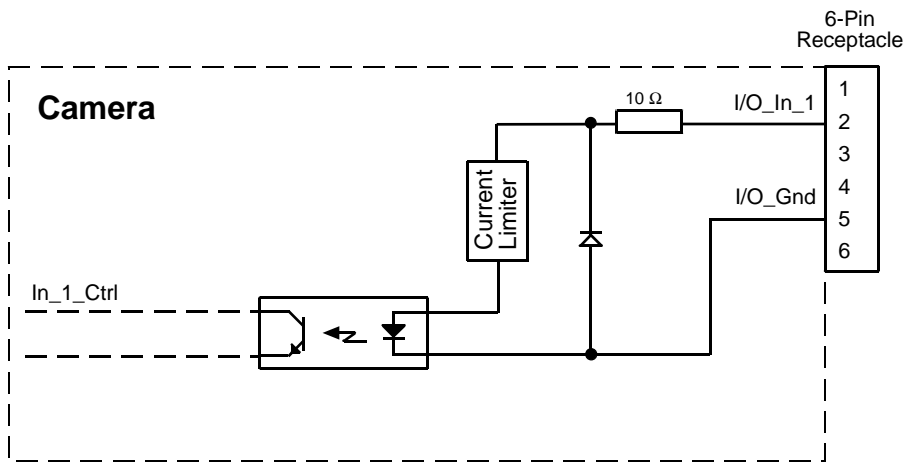 6-Pin
Receptacle
Camera
10 Ω
I/O_In_1
1
2
3
4
5
6
I/O_Gnd
Current
Limiter
In_1_Ctrl